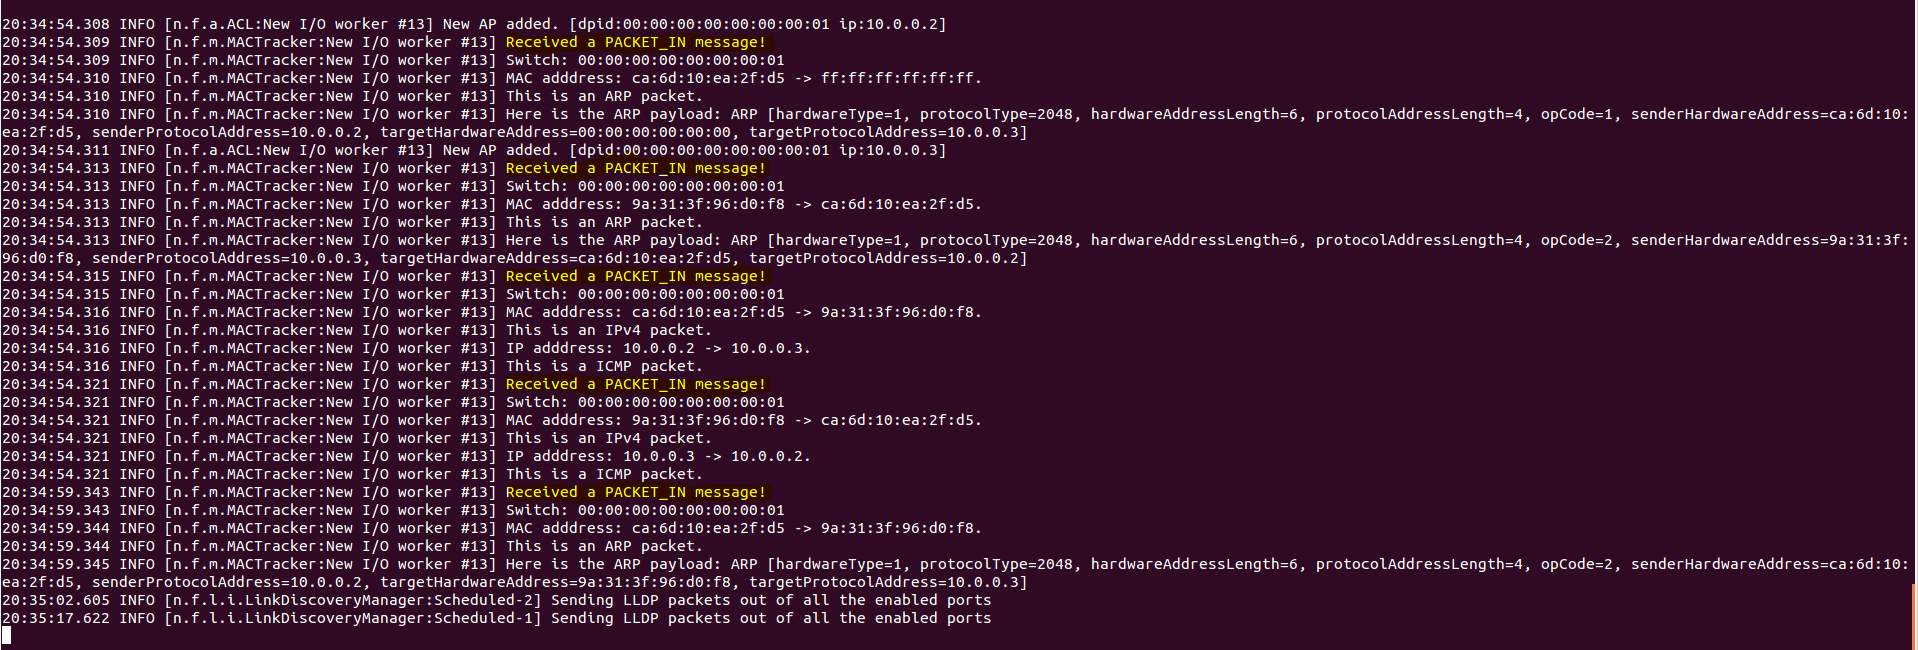 20:34:54.308 INFO [n.f.a.ACL:New I/O worker #13] New AP added. [dpid:00:00:00:00:00:00:00:01 ip:10.0.0.2]
20:34:54.309 INFO [n.f.m.MACTracker:New I/O worker #13] Received a PACKET_IN message!
20:34:54.309 INFO [n.f.m.MACTracker:New I/O worker #13] Switch: 00:00:00:00:00:00:00:01
20:34:54.310 INFO [n.f.m.MACTracker:New I/O worker #13] MAC adddress: ca:6d:10:ea:2f:d5 -> ff:ff:ff:ff:ff:ff.
20:34:54.310 INFO [n.f.m.MACTracker:New I/O worker #13] This is an ARP packet.
20:34:54.310 INFO [n.f.m.MACTracker:New I/O worker #13] Here is the ARP payload: ARP [hardwareType=1, protocolType=2048, hardwareAddressLength=6, protocolAddressLength=4, opCode=1, senderHardwareAddress=ca:6d:10:
ea:2f:d5, senderProtocolAddress=10.0.0.2, targetHardwareAddress=00:00:00:00:00:00, targetProtocolAddress=10.0.0.3]
20:34:54.311 INFO [n.f.a.ACL:New I/O worker #13] New AP added. [dpid:00:00:00:00:00:00:00:01 ip:10.0.0.3]
20:34:54.313 INFO [n.f.m.MACTracker:New I/O worker #13] Received a PACKET_IN message!
20:34:54.313 INFO [n.f.m.MACTracker:New I/O worker #13] Switch: 00:00:00:00:00:00:00:01
20:34:54.313 INFO [n.f.m.MACTracker:New I/O worker #13] MAC adddress: 9a:31:3f:96:d0:f8 -> ca:6d:10:ea:2f:d5.
20:34:54.313 INFO [n.f.m.MACTracker:New I/O worker #13] This is an ARP packet.
20:34:54.313 INFO [n.f.m.MACTracker:New I/O worker #13] Here is the ARP payload: ARP [hardwareType=1, protocolType=2048, hardwareAddressLength=6, protocolAddressLength=4, opCode=2, senderHardwareAddress=9a:31:3f:
96:d0:f8, senderProtocolAddress=10.0.0.3, targetHardwareAddress=ca:6d:10:ea:2f:d5, targetProtocolAddress=10.0.0.2]
20:34:54.315 INFO [n.f.m.MACTracker:New I/O worker #13] Received a PACKET_IN message!
20:34:54.315 INFO [n.f.m.MACTracker:New I/O worker #13] Switch: 00:00:00:00:00:00:00:01
20:34:54.316 INFO [n.f.m.MACTracker:New I/O worker #13] MAC adddress: ca:6d:10:ea:2f:d5 -> 9a:31:3f:96:d0:f8.
20:34:54.316 INFO [n.f.m.MACTracker:New I/O worker #13] This is an IPv4 packet.
20:34:54.316 INFO [n.f.m.MACTracker:New I/O worker #13] IP adddress: 10.0.0.2 -> 10.0.0.3.
20:34:54.316 INFO [n.f.m.MACTracker:New I/O worker #13] This is a ICMP packet.
20:34:54.321 INFO [n.f.m.MACTracker:New I/O worker #13] Received a PACKET_IN message!
20:34:54.321 INFO [n.f.m.MACTracker:New I/O worker #13] Switch: 00:00:00:00:00:00:00:01
20:34:54.321 INFO [n.f.m.MACTracker:New I/O worker #13] MAC adddress: 9a:31:3f:96:d0:f8 -> ca:6d:10:ea:2f:d5.
20:34:54.321 INFO [n.f.m.MACTracker:New I/O worker #13] This is an IPv4 packet.
20:34:54.321 INFO [n.f.m.MACTracker:New I/O worker #13] IP adddress: 10.0.0.3 -> 10.0.0.2.
20:34:54.321 INFO [n.f.m.MACTracker:New I/O worker #13] This is a ICMP packet.
20:34:59.343 INFO [n.f.m.MACTracker:New I/O worker #13] Received a PACKET_IN message!
20:34:59.343 INFO [n.f.m.MACTracker:New I/O worker #13] Switch: 00:00:00:00:00:00:00:01
20:34:59.344 INFO [n.f.m.MACTracker:New I/O worker #13] MAC adddress: ca:6d:10:ea:2f:d5 -> 9a:31:3f:96:d0:f8.
20:34:59.344 INFO [n.f.m.MACTracker:New I/O worker #13] This is an ARP packet.
20:34:59.345 INFO [n.f.m.MACTracker:New I/O worker #13] Here is the ARP payload: ARP [hardwareType=1, protocolType=2048, hardwareAddressLength=6, protocolAddressLength=4, opCode=2, senderHardwareAddress=ca:6d:10:
ea:2f:d5, senderProtocolAddress=10.0.0.2, targetHardwareAddress=9a:31:3f:96:d0:f8, targetProtocolAddress=10.0.0.3]
20:35:02.605 INFO [n.f.l.i.LinkDiscoveryManager:Scheduled-2] Sending LLDP packets out of all the enabled ports
20:35:17.622 INFO [n.f.l.i.LinkDiscoveryManager:Scheduled-1] Sending LLDP packets out of all the enabled ports